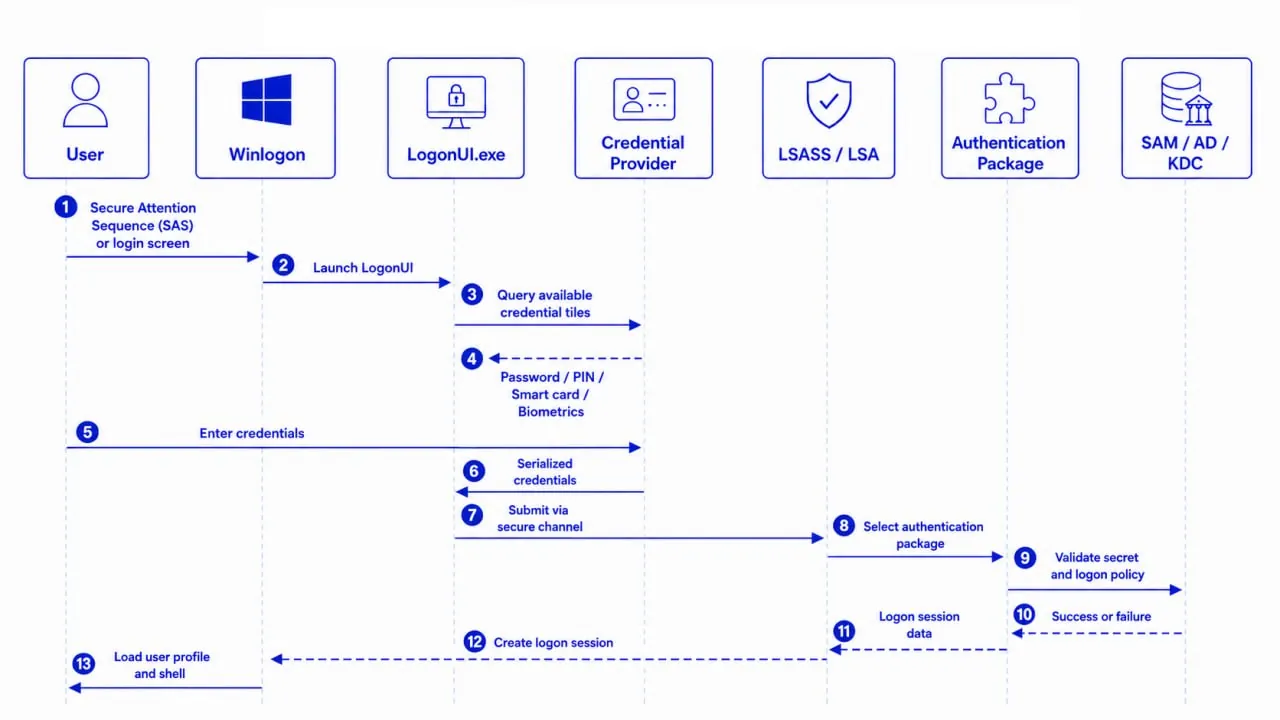 User
Winlogon
LogonUI.exe
Credential
Provider
LSASS / LSA
Authentication
Package
SAM / AD /
KDC
1 Secure Attention
Sequence (SAS)
or login screen
2 Launch LogonUI
3 Query available
credential tiles
4
Password / PIN /
Smart card /
Biometrics
5 Enter credentials
6 Serialized
credentials
7 Submit via
secure channel
8 Select authentication
package
9 Validate secret
and logon policy
10 Success or failure
11 Logon session
data
12 Create logon session
13 Load user profile
and shell